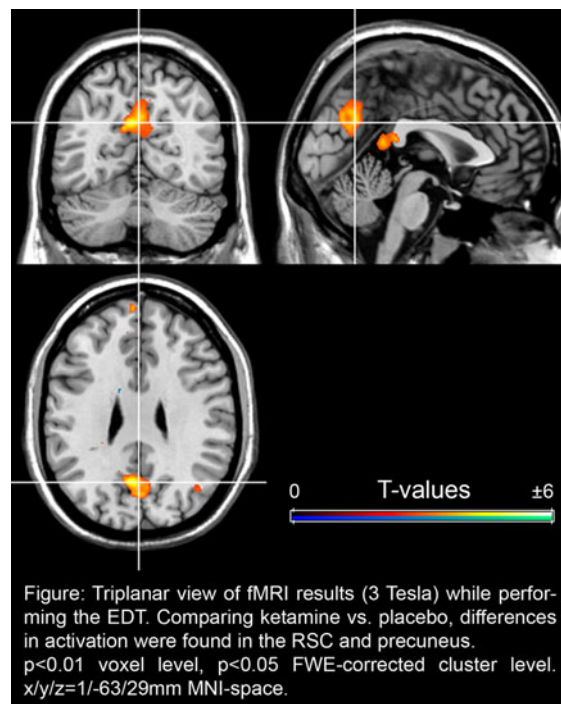 0 T-values ±6
Figure: Triplanar view of fMRI results (3 Tesla) while perfor-
ming the EDT. Comparing ketamine vs. placebo, differences
in activation were found in the RSC and precuneus.
p<0.01 voxel level, p<0.05 FWE-corrected cluster level.
x/y/z=1/-63/29mm MNI-space.